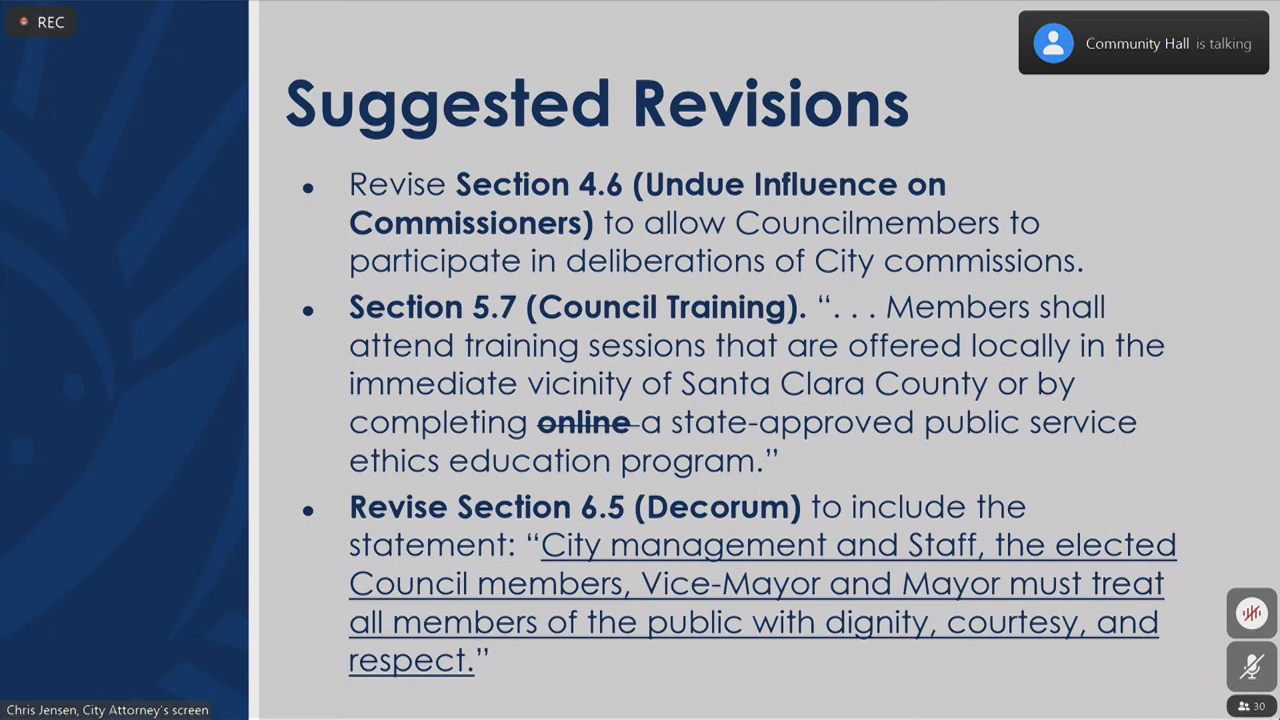 REC
Community Hall is talking
Suggested Revisions
• Revise Section 4.6 (Undue Influence on
Commissioners) to allow Councilmembers to
participate in deliberations of City commissions.
• Section 5.7 (Council Training). “. . . Members shall
attend training sessions that are offered locally in the
immediate vicinity of Santa Clara County or by
completing online a state-approved public service
ethics education program.”
• Revise Section 6.5 (Decorum) to include the
statement: “City management and Staff, the elected
Council members, Vice-Mayor and Mayor must treat
all members of the public with dignity, courtesy, and
respect.”
30
Chris Jensen, City Attorney's screen